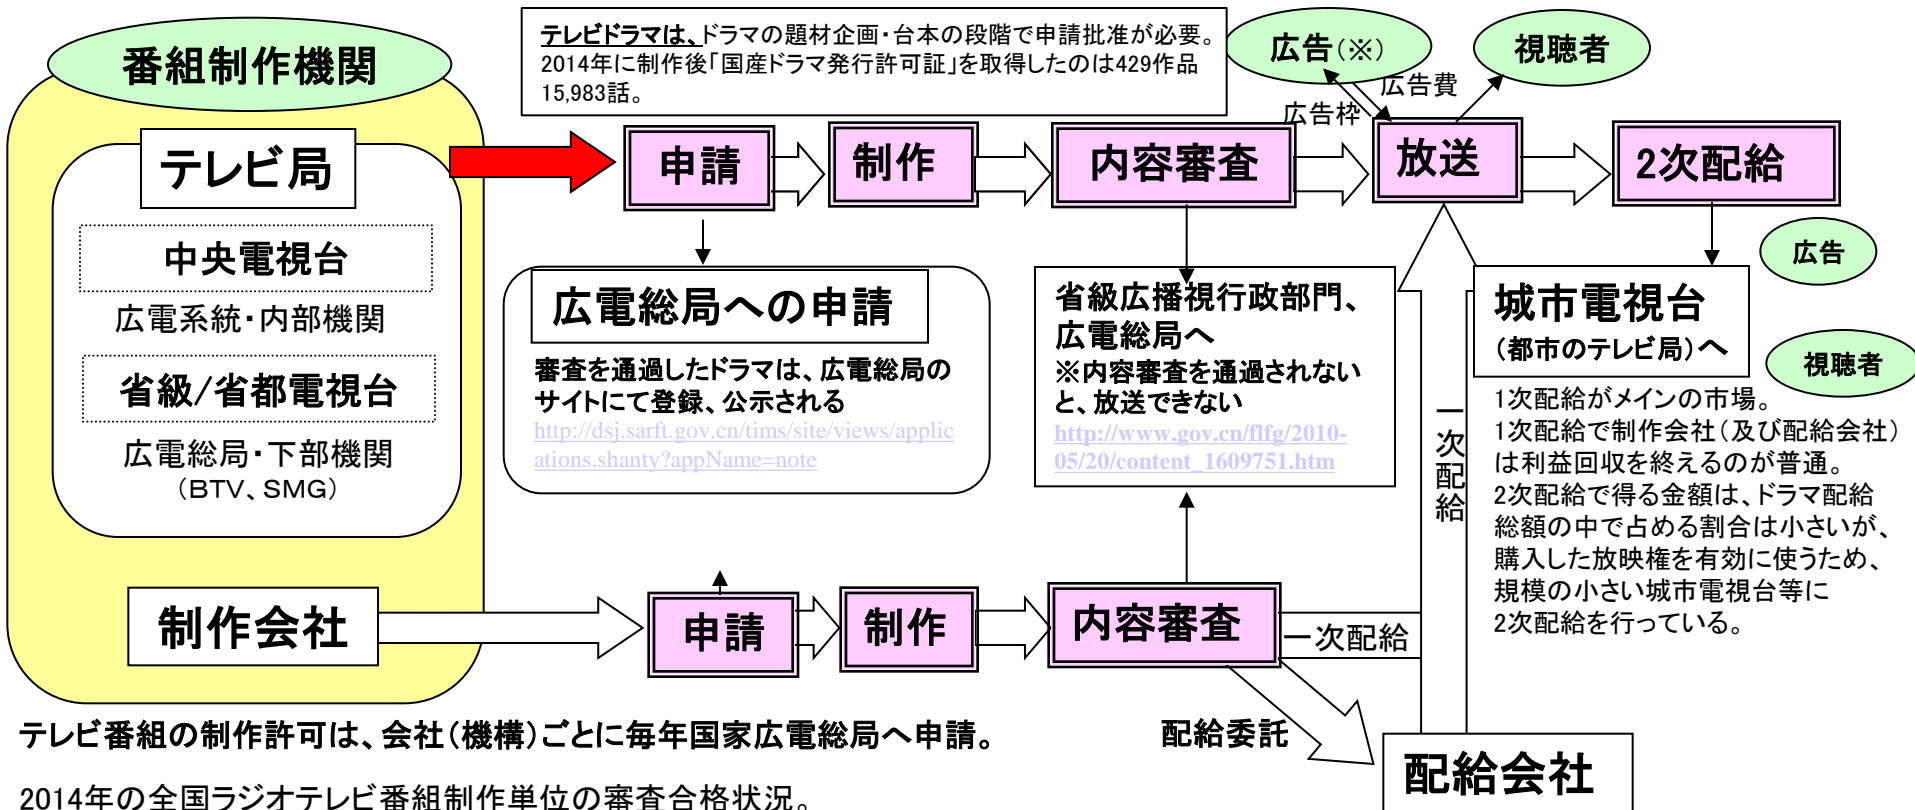 番組制作機関
テレビドラマは、ドラマの題材企画・台本の段階で申請批准が必要。
2014年に制作後「国産ドラマ発行許可証」を取得したのは429作品
15,983話。
広告(※)
視聴者
広告費
広告枠
テレビ局
申請
制作
内容審査
放送
2次配給
中央電視台
広電系統・内部機関
省級/省都電視台
広電総局・下部機関
（BTV、SMG）
広電総局への申請
審査を通過したドラマは、広電総局の
サイトにて登録、公示される
http://dsj.sarft.gov.cn/tims/site/views/applic
ations.shanty?appName=note
省級広播視行政部門、
広電総局へ
※内容審査を通過されない
と、放送できない
http://www.gov.cn/flfg/2010-
05/20/content_1609751.htm
一次配給
城市電視台
（都市のテレビ局）へ
広告
視聴者
1次配給がメインの市場。
1次配給で制作会社（及び配給会社）
は利益回収を終えるのが普通。
2次配給で得る金額は、ドラマ配給
総額の中で占める割合は小さいが、
購入した放映権を有効に使うため、
規模の小さい城市電視台等に
2次配給を行っている。
制作会社
申請
制作
内容審査
一次配給
配給委託
配給会社
テレビ番組の制作許可は、会社（機構）ごとに毎年国家広電総局へ申請。
2014年の全国ラジオテレビ番組制作単位の審査合格状況。